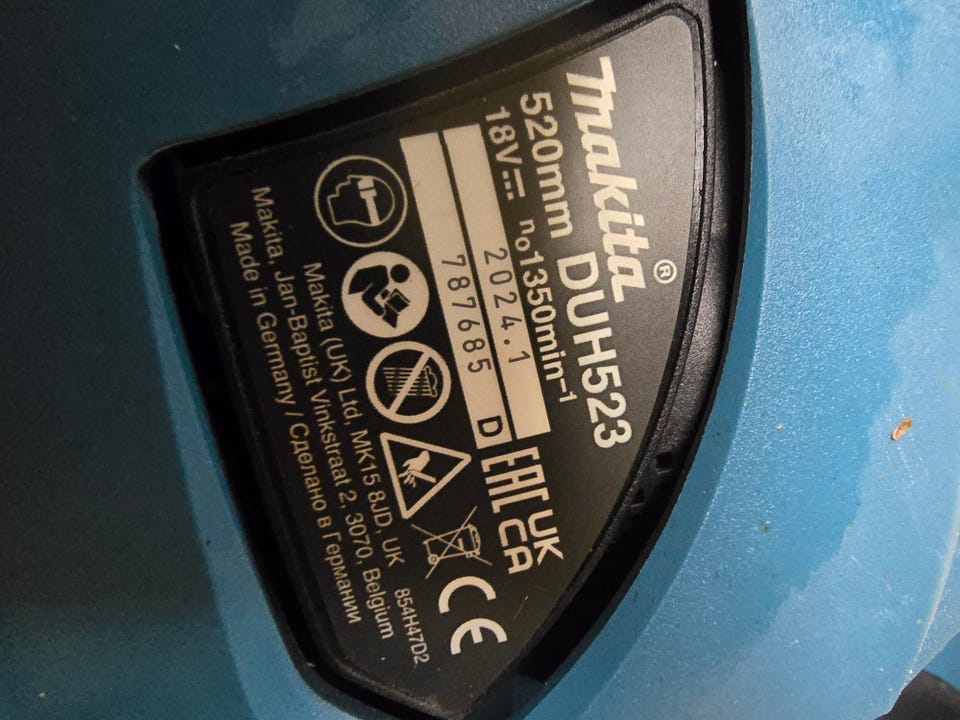 makita®
520mm DUH523
18V⎓ n₀1350min⁻¹
2024.1
787685 D
UK
CA
EAC
CE
854H47D2
Makita (UK) Ltd, MK15 8JD, UK
Makita, Jan-Baptist Vinkstraat 2, 3070, Belgium
Made in Germany / Сделано в Германии